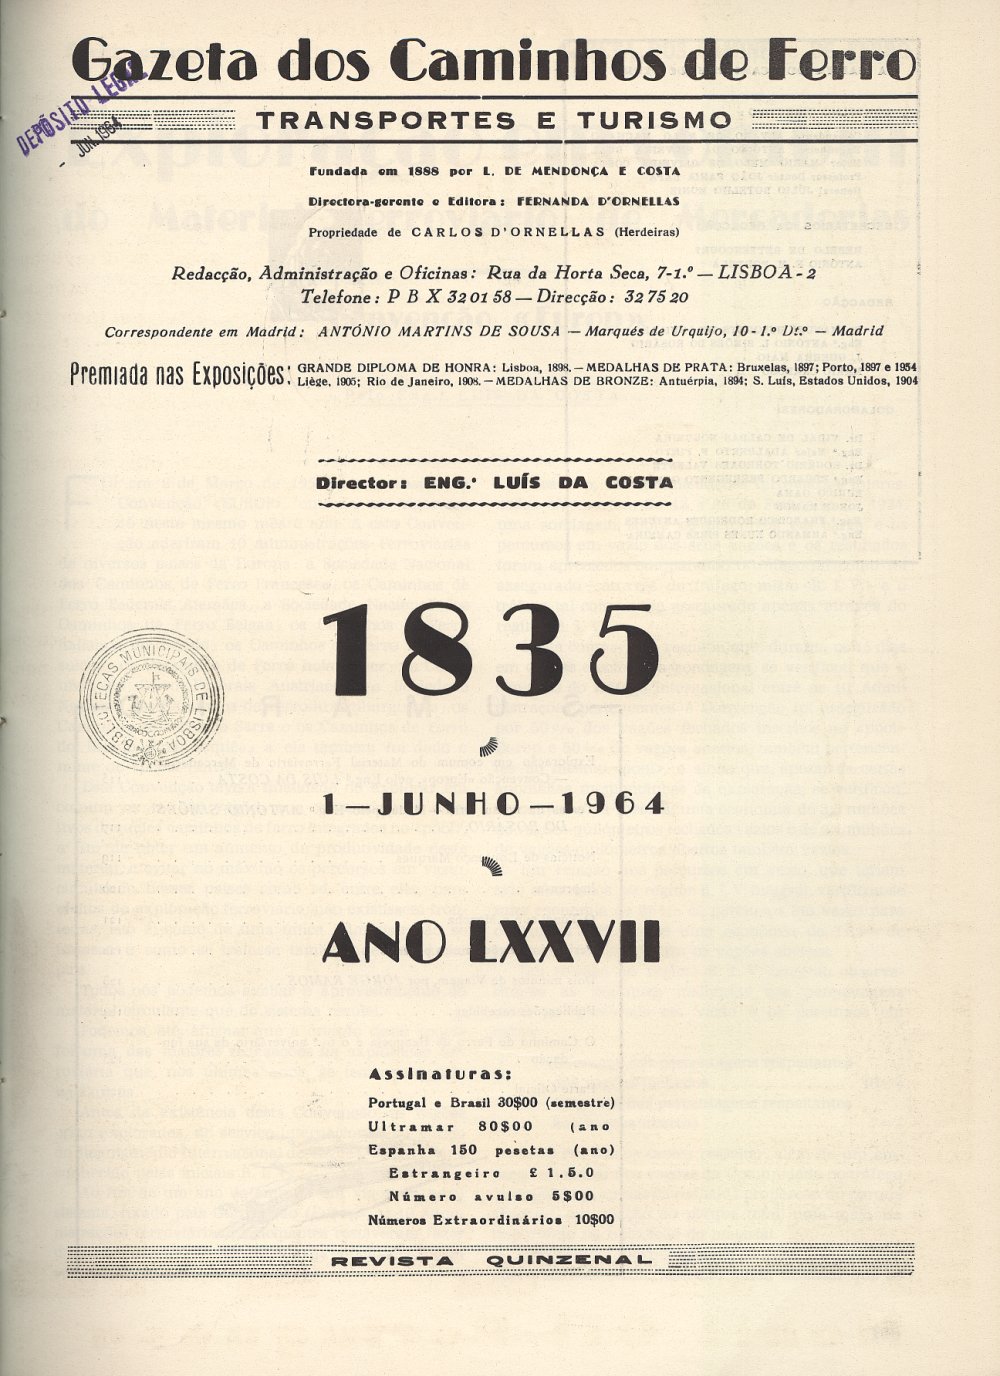 Gazeta dos Caminhos de Ferro
DEPÓSITO LEGAL
JUN. 1964
TRANSPORTES E TURISMO
Fundada em 1888 por L. DE MENDONÇA E COSTA
Directora-gerente e Editora: FERNANDA D'ORNELLAS
Propriedade de CARLOS D'ORNELLAS (Herdeiras)
Redacção, Administração e Oficinas: Rua da Horta Seca, 7-1.º — LISBOA-2
Telefone: P B X 32 01 58 — Direcção: 32 75 20
Correspondente em Madrid: ANTÓNIO MARTINS DE SOUSA — Marqués de Urquijo, 10-1.º Dt.º — Madrid
Premiada nas Exposições: GRANDE DIPLOMA DE HONRA: Lisboa, 1898. — MEDALHAS DE PRATA: Bruxelas, 1897; Porto, 1897 e 1954
Liège, 1905; Rio de Janeiro, 1908. — MEDALHAS DE BRONZE: Antuérpia, 1894; S. Luís, Estados Unidos, 1904
Director: ENG.º LUÍS DA COSTA
1835
BIBLIOTECAS MUNICIPAIS DE LISBOA
1—JUNHO—1964
ANO LXXVII
Assinaturas:
Portugal e Brasil 30$00 (semestre)
Ultramar 80$00 (ano
Espanha 150 pesetas (ano)
Estrangeiro £ 1.5.0
Número avulso 5$00
Números Extraordinários 10$00
REVISTA QUINZENAL